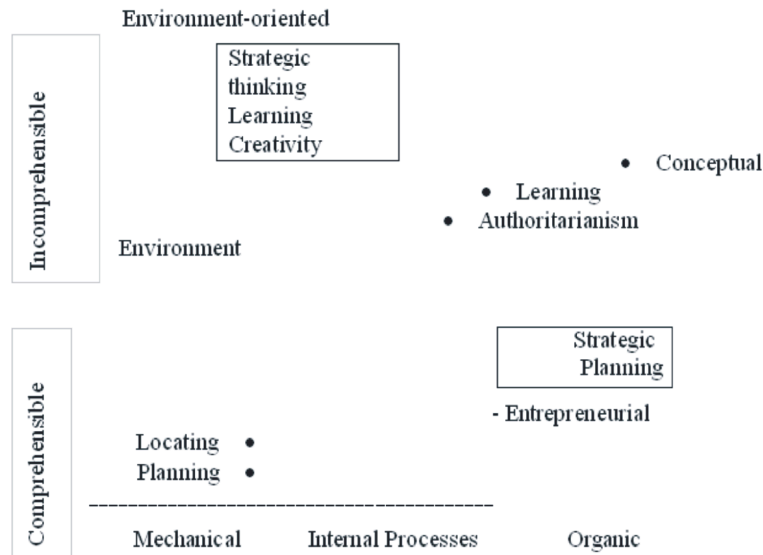 Environment-oriented
Incomprehensible
Strategic
thinking
Learning
Creativity
• Conceptual
• Learning
• Authoritarianism
Environment
Comprehensible
Strategic
Planning
- Entrepreneurial
Locating •
Planning •
Mechanical Internal Processes Organic